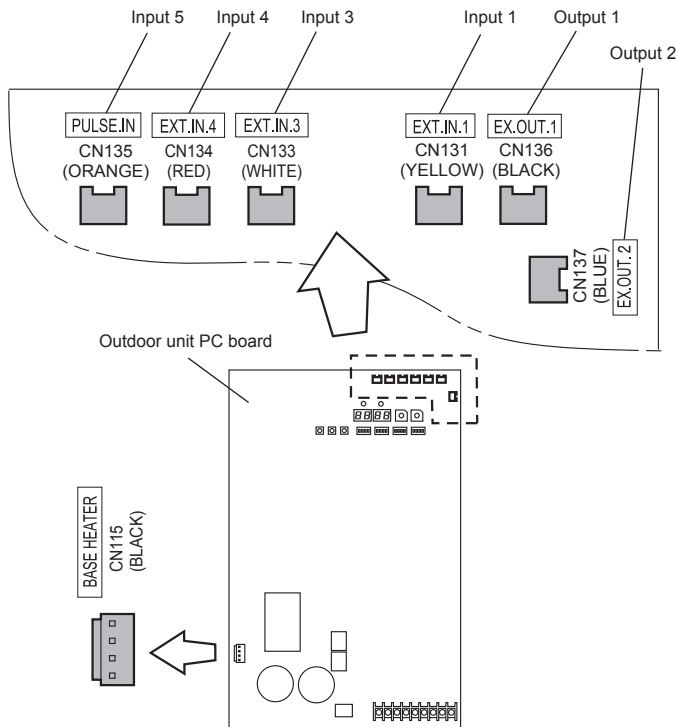 Input 5
Input 4
Input 3
Input 1
Output 1
Output 2
PULSE.IN
EXT.IN.4
EXT.IN.3
EXT.IN.1
EX.OUT.1
CN135
(ORANGE)
CN134
(RED)
CN133
(WHITE)
CN131
(YELLOW)
CN136
(BLACK)
CN137
(BLUE)
EX.OUT.2
Outdoor unit PC board
88 88
BASE HEATER
CN115
(BLACK)